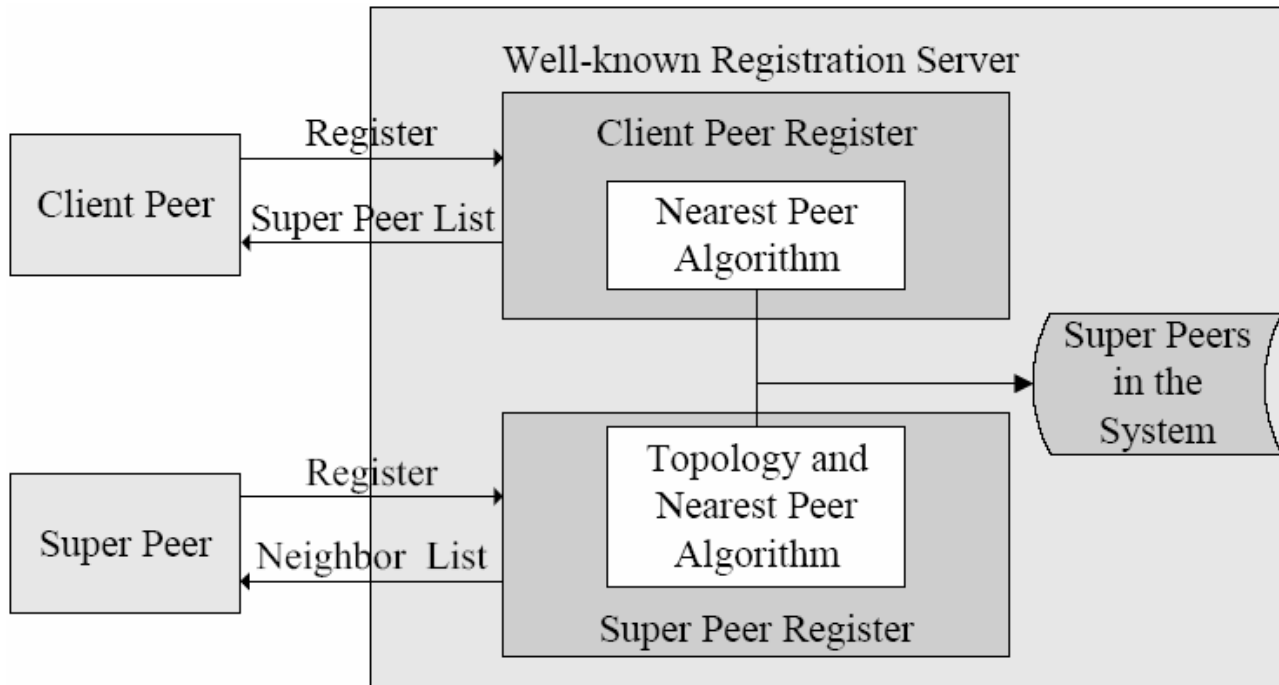 Well-known Registration Server
Register
Client Peer Register
Client Peer
Super Peer List
Nearest Peer
Algorithm
Super Peers
in the
System
Register
Topology and
Nearest Peer
Algorithm
Super Peer
Neighbor List
Super Peer Register